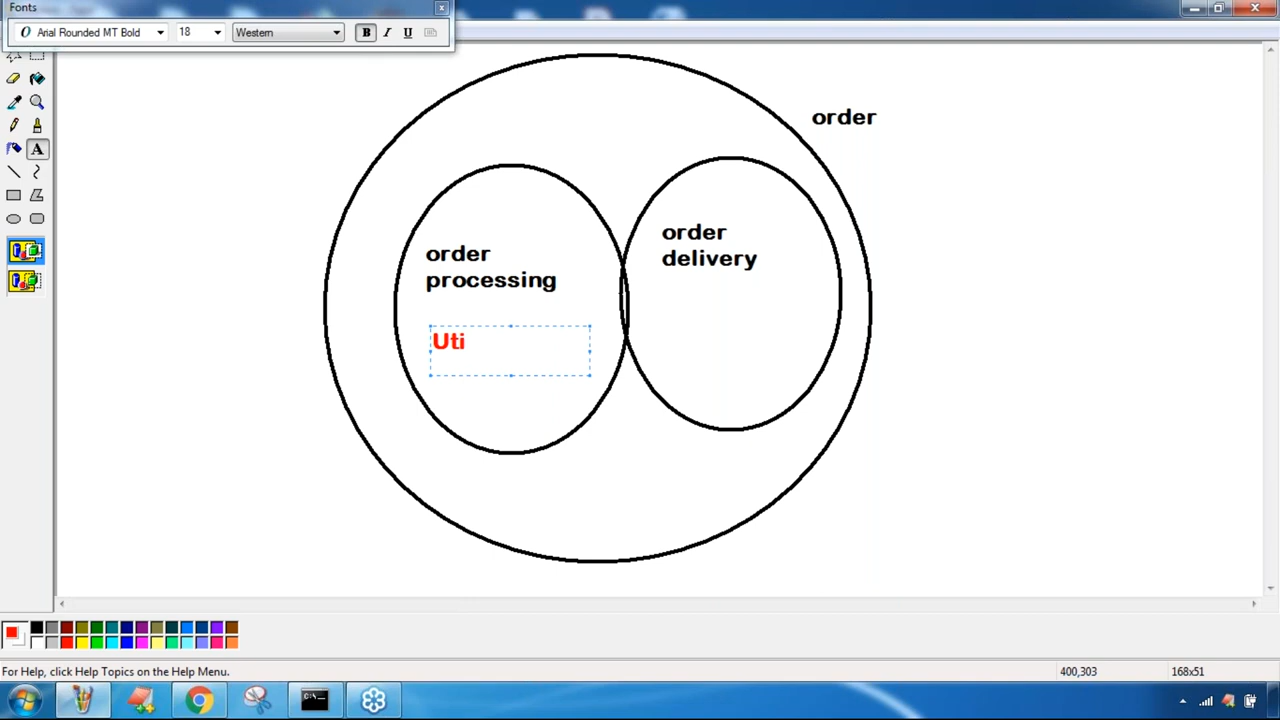 Fonts
Arial Rounded MT Bold
18
Western
B
I
U
A
order
order
processing
order
delivery
Uti
For Help, click Help Topics on the Help Menu.
400,303
168x51